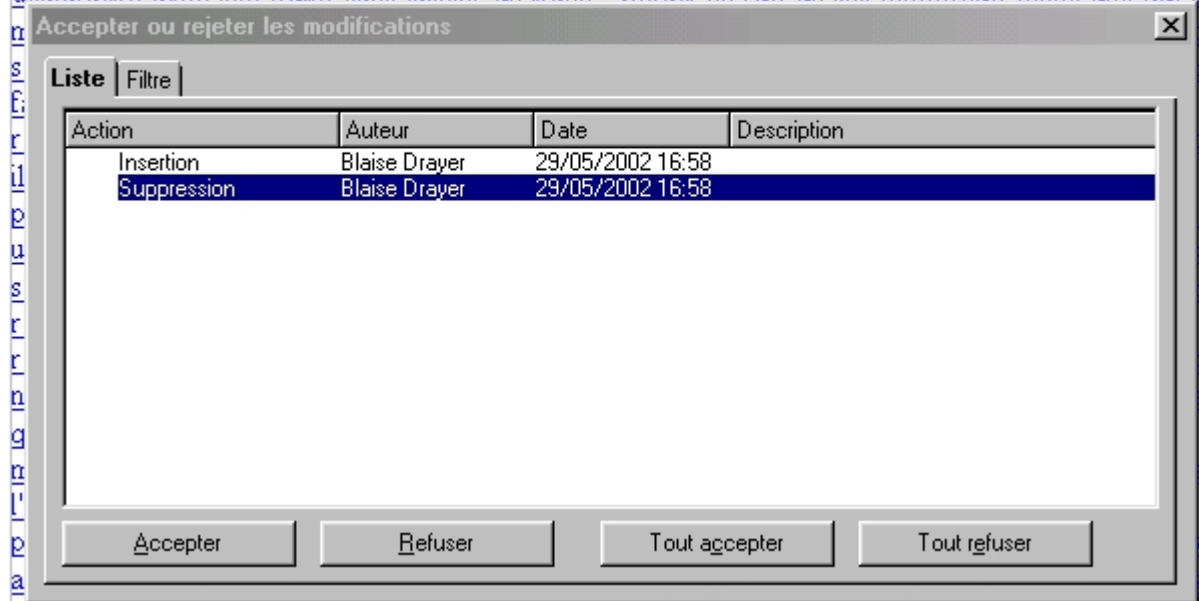 Accepter ou rejeter les modifications
Liste Filtre
Action Auteur Date Description
Insertion Blaise Drayer 29/05/2002 16:58
Suppression Blaise Drayer 29/05/2002 16:58
Accepter Refuser Tout accepter Tout refuser